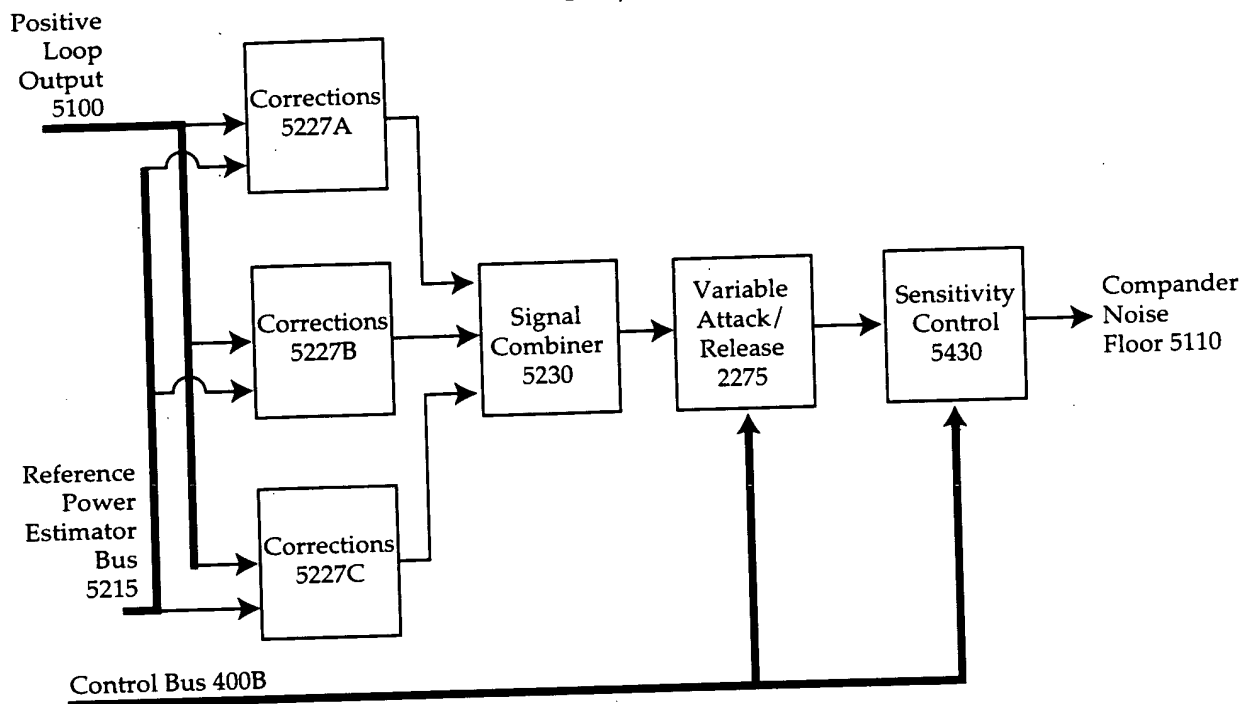 Positive
Loop
Output
5100
Corrections
5227A
Corrections
5227B
Corrections
5227C
Reference
Power
Estimator
Bus
5215
Signal
Combiner
5230
Variable
Attack/
Release
2275
Sensitivity
Control
5430
Compander
Noise
Floor 5110
Control Bus 400B